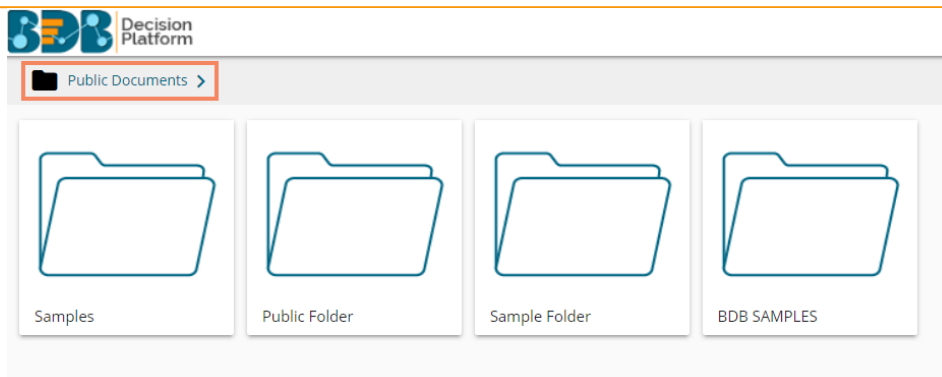 BDB Decision
Platform
Public Documents >
Samples
Public Folder
Sample Folder
BDB SAMPLES